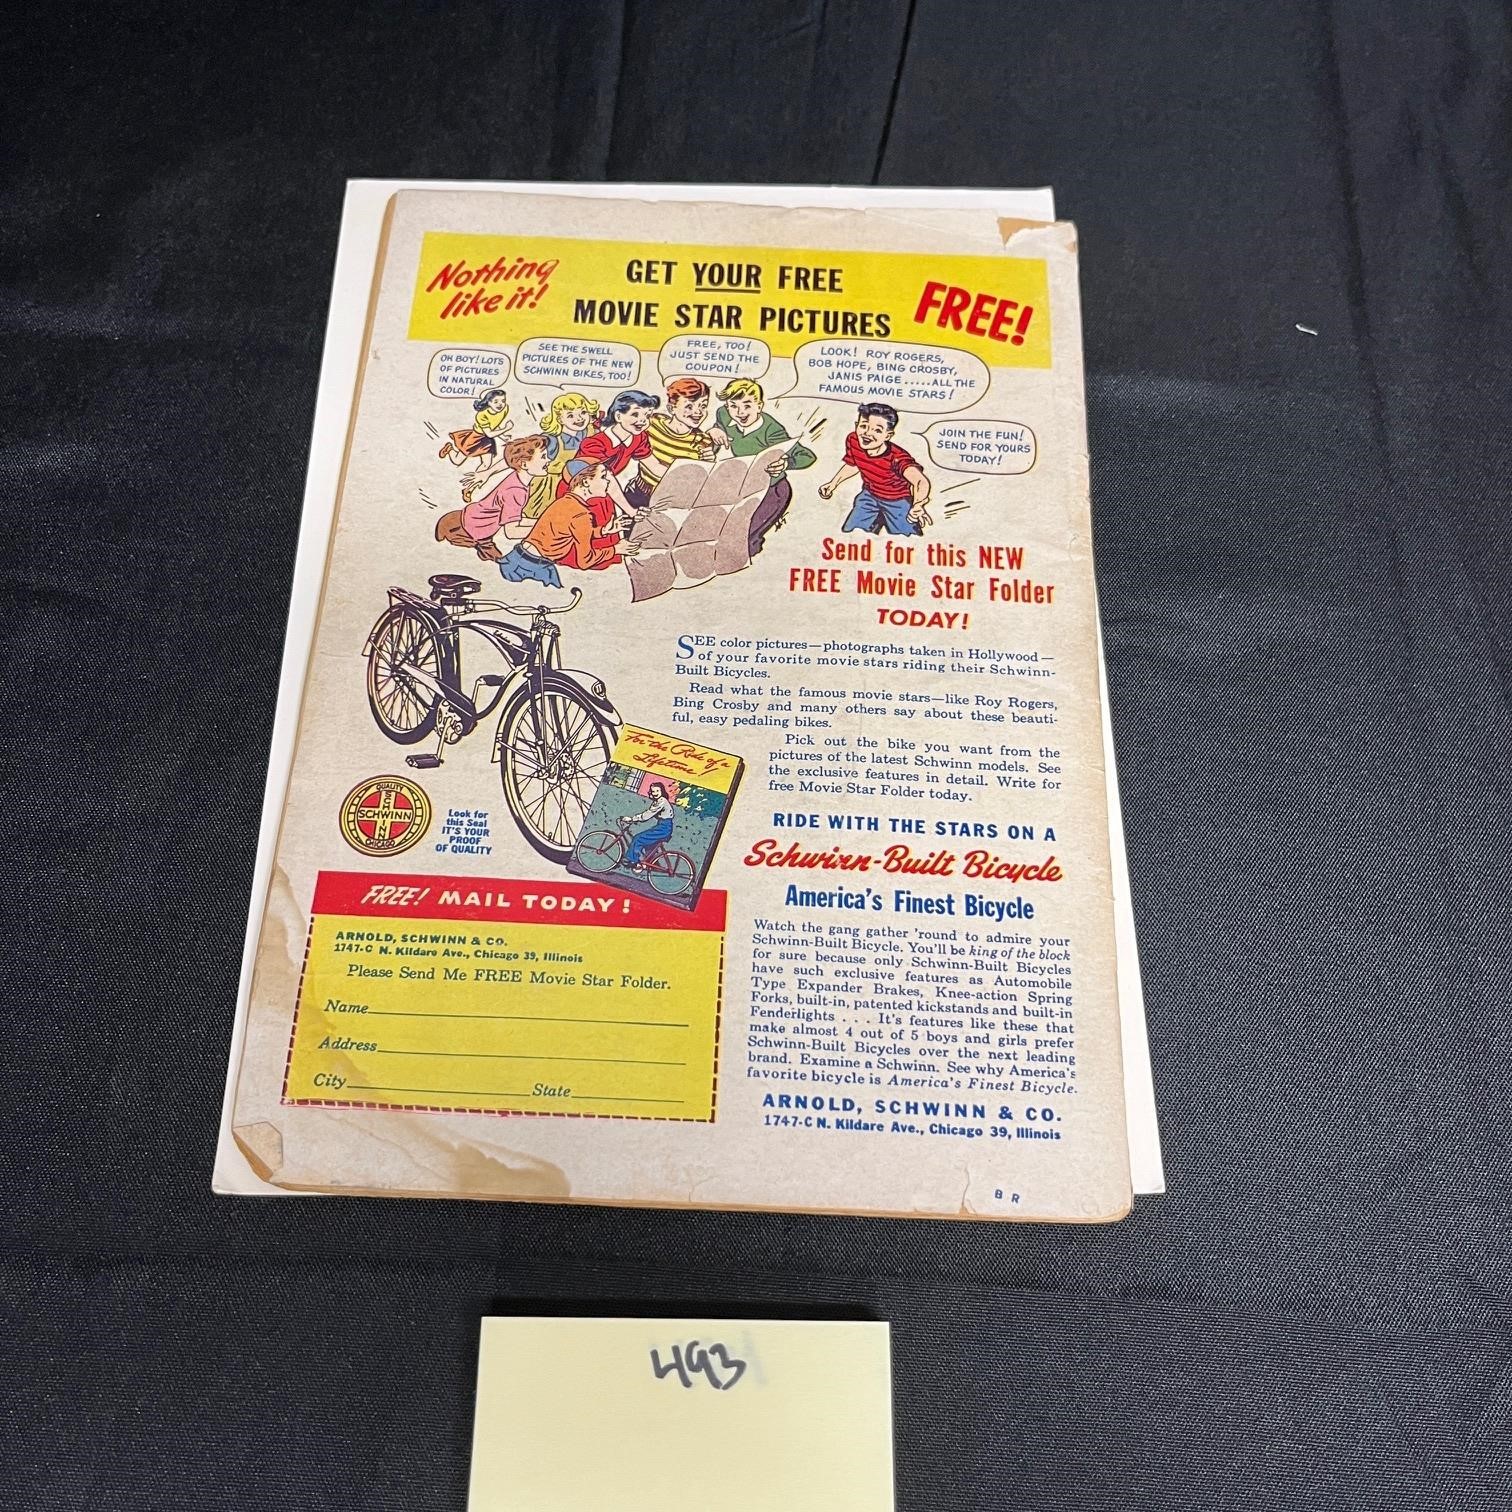 Nothing
like it!
GET YOUR FREE
MOVIE STAR PICTURES
FREE!
OH BOY! LOTS
OF PICTURES
IN NATURAL
COLOR!
SEE THE SWELL
PICTURES OF THE NEW
SCHWINN BIKES, TOO!
FREE, TOO!
JUST SEND THE
COUPON!
LOOK! ROY ROGERS,
BOB HOPE, BING CROSBY,
JANIS PAIGE.....ALL THE
FAMOUS MOVIE STARS!
JOIN THE FUN!
SEND FOR YOURS
TODAY!
Send for this NEW
FREE Movie Star Folder
TODAY!
SEE color pictures—photographs taken in Hollywood—
of your favorite movie stars riding their Schwinn-
Built Bicycles.
Read what the famous movie stars—like Roy Rogers,
Bing Crosby and many others say about these beauti-
ful, easy pedaling bikes.
Pick out the bike you want from the
pictures of the latest Schwinn models. See
the exclusive features in detail. Write for
free Movie Star Folder today.
For the Ride of a
Lifetime!
QUALITY
SCHWINN
SCHWINN
CHICAGO
Look for
this Seal
IT'S YOUR
PROOF
OF QUALITY
RIDE WITH THE STARS ON A
Schwinn-Built Bicycle
America's Finest Bicycle
Watch the gang gather 'round to admire your
Schwinn-Built Bicycle. You'll be king of the block
for sure because only Schwinn-Built Bicycles
have such exclusive features as Automobile
Type Expander Brakes, Knee-action Spring
Forks, built-in, patented kickstands and built-in
Fenderlights . . . It's features like these that
make almost 4 out of 5 boys and girls prefer
Schwinn-Built Bicycles over the next leading
brand. Examine a Schwinn. See why America's
favorite bicycle is America's Finest Bicycle.
ARNOLD, SCHWINN & CO.
1747-C N. Kildare Ave., Chicago 39, Illinois
FREE! MAIL TODAY!
ARNOLD, SCHWINN & CO.
1747-C N. Kildare Ave., Chicago 39, Illinois
Please Send Me FREE Movie Star Folder.
Name
Address
City State
B R
493